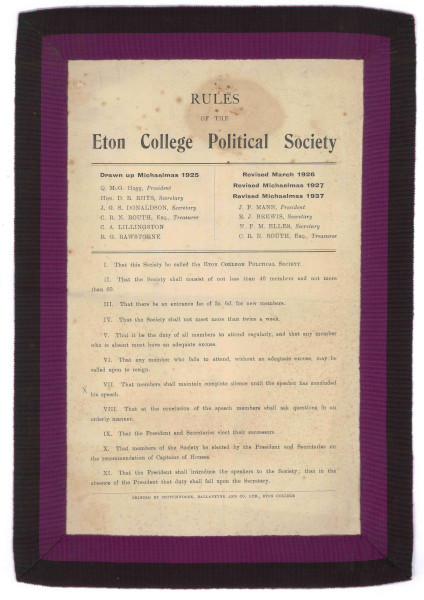 RULES
OF THE
Eton College Political Society
Drawn up Michaelmas 1925
Q. McG. Hogg, President
Hon. D. R. RHYS, Secretary
J. G. S. DONALDSON, Secretary
C. R. N. ROUTH, Esq., Treasurer
C. A. LILLINGSTON
R. G. RAWSTORNE
Revised March 1926
Revised Michaelmas 1927
Revised Michaelmas 1937
J. F. MANN, President
M. J. BREWIS, Secretary
N. F. M. ELLES, Secretary
C. R. N. ROUTH, Esq., Treasurer
I. That this Society be called the ETON COLLEGE POLITICAL SOCIETY.
II. That the Society shall consist of not less than 40 members and not more
than 60.
III. That there be an entrance fee of 2s. 6d. for new members.
IV. That the Society shall not meet more than twice a week.
V. That it be the duty of all members to attend regularly, and that any member
who is absent must have an adequate excuse.
VI. That any member who fails to attend, without an adequate excuse, may be
called upon to resign.
VII. That members shall maintain complete silence until the speaker has concluded
his speech.
VIII. That at the conclusion of the speech members shall ask questions in an
orderly manner.
IX. That the President and Secretaries elect their successors.
X. That members of the Society be elected by the President and Secretaries on
the recommendation of Captains of Houses.
XI. That the President shall introduce the speakers to the Society; that in the
absence of the President that duty shall fall upon the Secretary.
PRINTED BY SPOTTISWOODE, BALLANTYNE AND CO. LTD., ETON COLLEGE